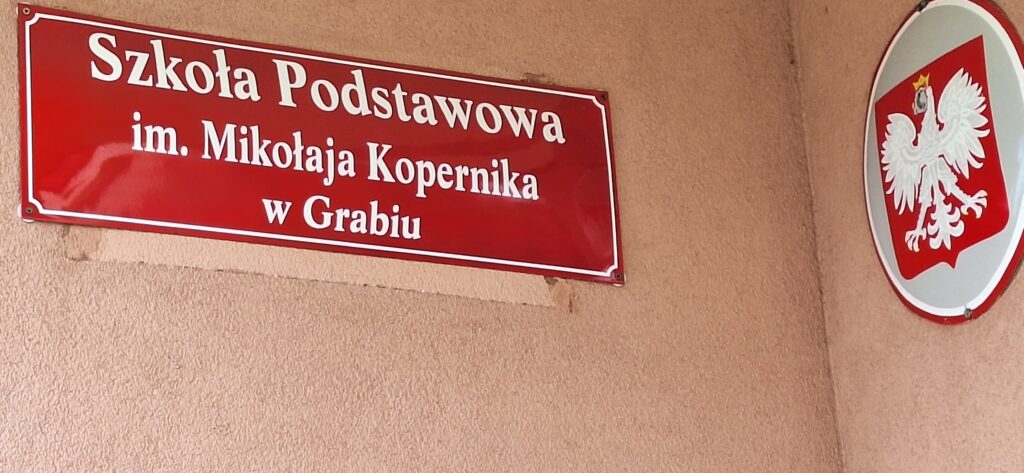 Szkoła Podstawowa
im. Mikołaja Kopernika
w Grabiu